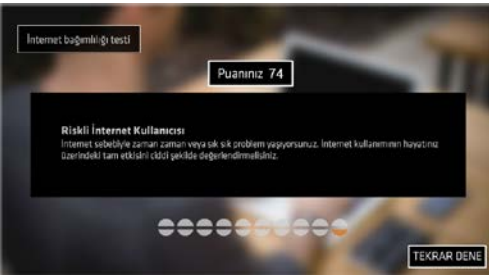 İnternet bağımlılığı testi
Puanınız 74
Riskli İnternet Kullanıcısı
İnternet sebebiyle zaman zaman veya sık sık problem yaşıyorsunuz. İnternet kullanımının hayatınız
üzerindeki tam etkisini ciddi şekilde değerlendirmelisiniz.
TEKRAR DENE